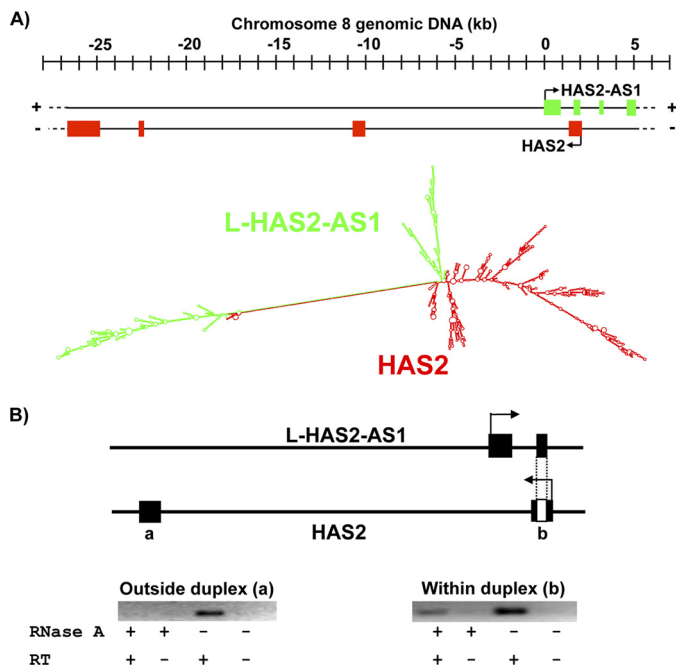 A)
Chromosome 8 genomic DNA (kb)
-25 -20 -15 -10 -5 0 5
HAS2-AS1
+ +
- -
HAS2
L-HAS2-AS1
HAS2
B)
L-HAS2-AS1
HAS2
a b
Outside duplex (a) Within duplex (b)
RNase A + + - - + + - -
RT + - + - + - + -